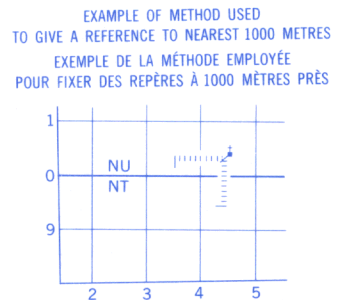 EXAMPLE OF METHOD USED
TO GIVE A REFERENCE TO NEAREST 1000 METRES
EXEMPLE DE LA MÉTHODE EMPLOYÉE
POUR FIXER DES REPÈRES À 1000 MÈTRES PRÈS
1
NU
0
NT
9
2 3 4 5